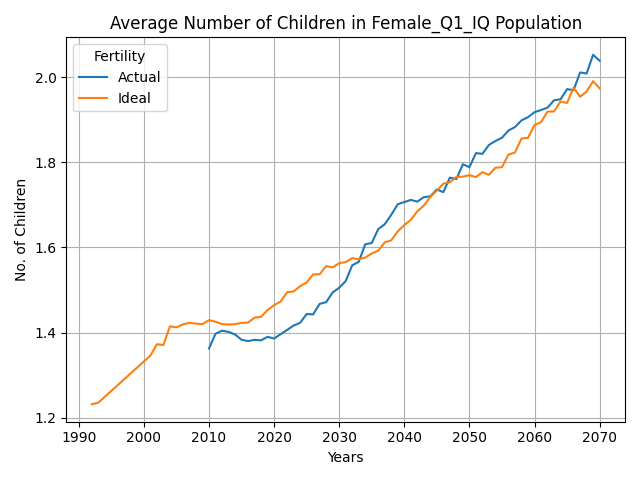 Average Number of Children in Female_Q1_IQ Population
Fertility
Actual
Ideal
No. of Children
2.0
1.8
1.6
1.4
1.2
1990 2000 2010 2020 2030 2040 2050 2060 2070
Years